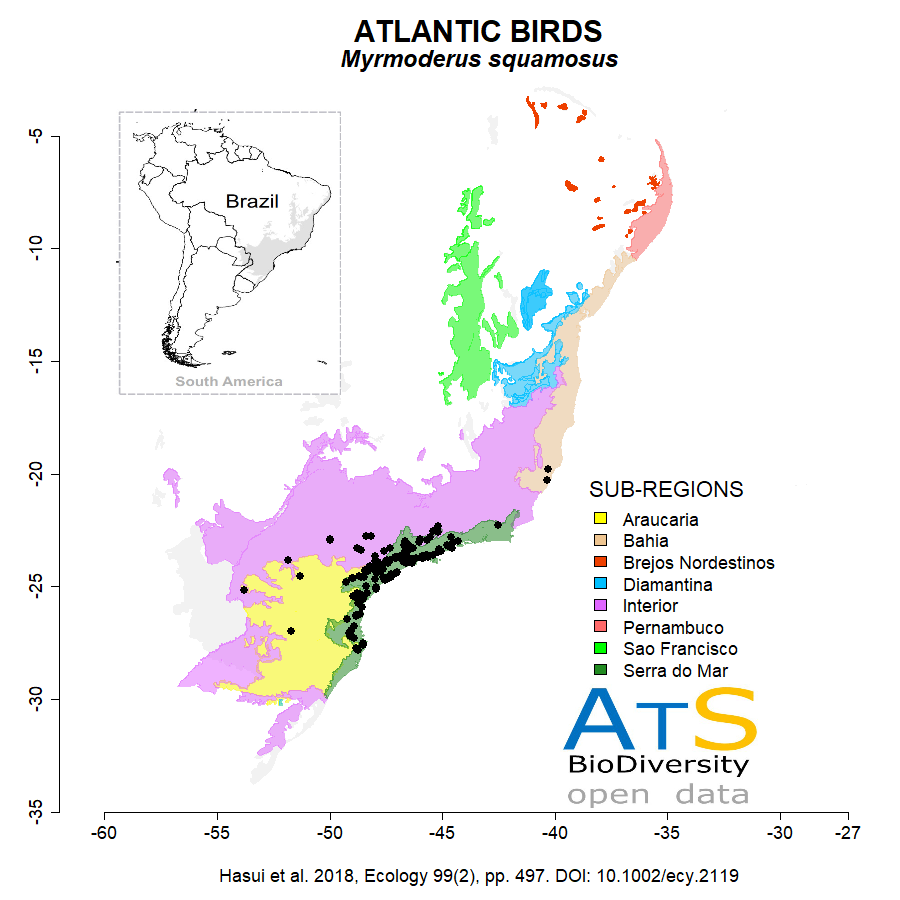 ATLANTIC BIRDS
Myrmoderus squamosus
Brazil
South America
-5
-10
-15
-20
-25
-30
-35
SUB-REGIONS
Araucaria
Bahia
Brejos Nordestinos
Diamantina
Interior
Pernambuco
Sao Francisco
Serra do Mar
ATS
BioDiversity
open data
-60
-55
-50
-45
-40
-35
-30
-27
Hasui et al. 2018, Ecology 99(2), pp. 497. DOI: 10.1002/ecy.2119